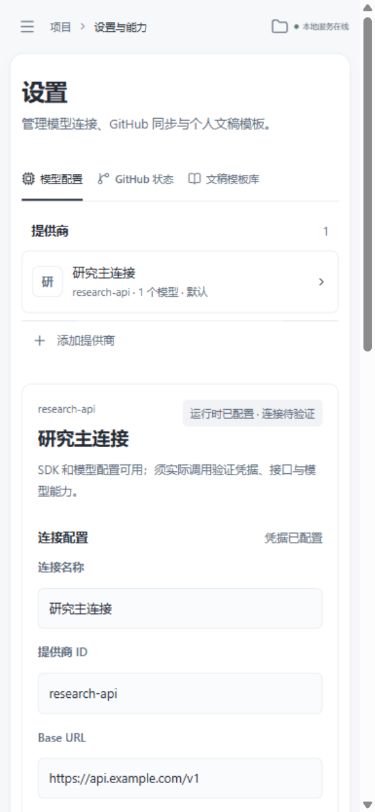 项目 › 设置与能力
本地服务在线
设置
管理模型连接、GitHub 同步与个人文稿模板。
模型配置 GitHub 状态 文稿模板库
提供商 1
研
研究主连接
research-api · 1 个模型 · 默认
添加提供商
research-api
运行时已配置 · 连接待验证
研究主连接
SDK 和模型配置可用；须实际调用验证凭据、接口与模
型能力。
连接配置 凭据已配置
连接名称
研究主连接
提供商 ID
research-api
Base URL
https://api.example.com/v1